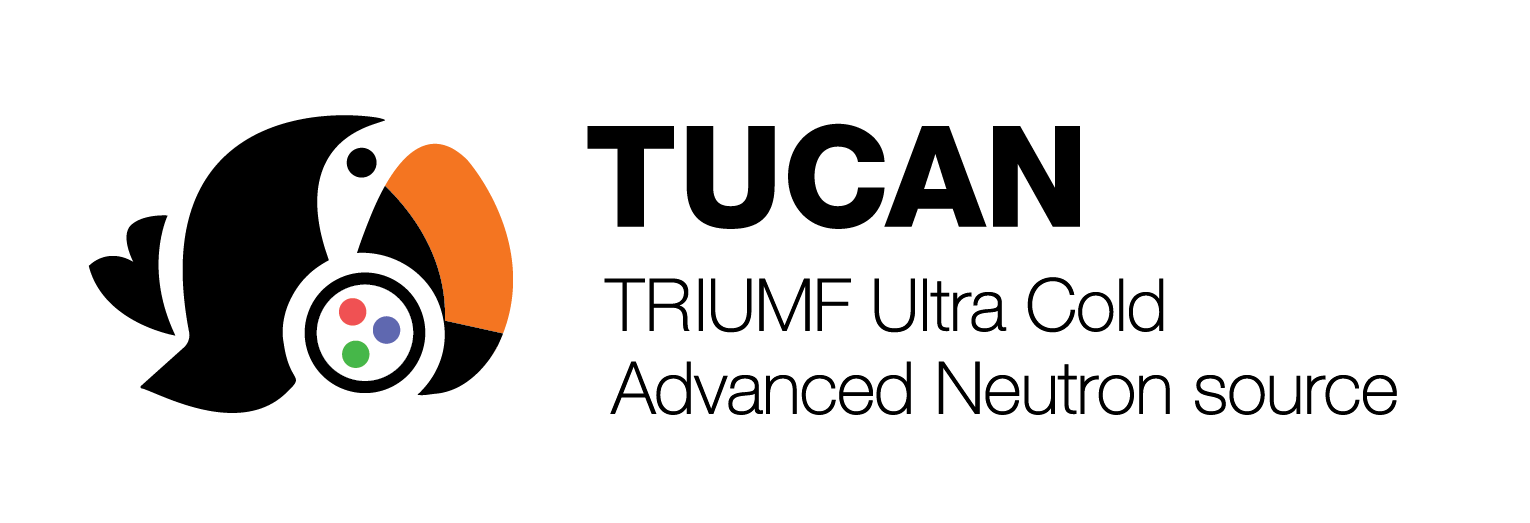 TUCAN
TRIUMF Ultra Cold
Advanced Neutron source